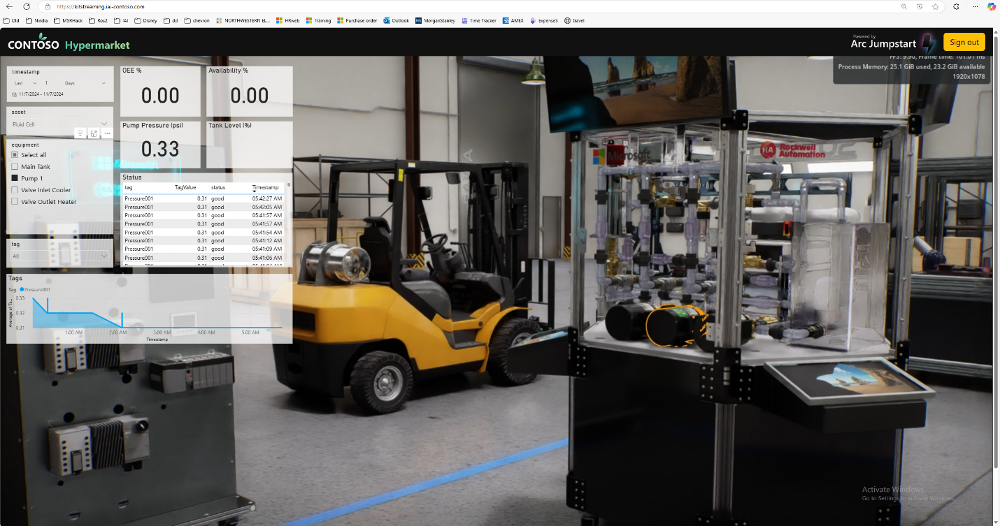 https://kitstreaming.iai-contoso.com
Old Nvidia MSRHack Ros2 IAI Disney dd chevron NORTHWESTERN EL... HRweb Training Purchase order Outlook MorganStanley Time Tracker AMEX ExpenseS travel
CONTOSO Hypermarket
Powered by
Arc Jumpstart
Sign out
Process Memory: 25.1 GiB used, 23.2 GiB available
1920x1078
timestamp
Last 1 Days
11/7/2024 - 11/7/2024
asset
Fluid Cell
equipment
Select all
Main Tank
Pump 1
Valve Inlet Cooler
Valve Outlet Heater
tag
All
OEE %
0.00
Availability %
0.00
Pump Pressure (psi)
0.33
Tank Level (%)
Status
tag TagValue status Timestamp
Pressure001 0.31 good 05:42:27 AM
Pressure001 0.31 good 05:42:05 AM
Pressure001 0.31 good 05:41:57 AM
Pressure001 0.31 good 05:41:57 AM
Pressure001 0.31 good 05:41:54 AM
Pressure001 0.31 good 05:41:12 AM
Pressure001 0.31 good 05:41:09 AM
Pressure001 0.31 good 05:41:06 AM
Tags
Tag Pressure001
Average of Ta...
0.33
0.32
0.31
1:00 AM 2:00 AM 3:00 AM 4:00 AM 5:00 AM
Timestamp
Microsoft
Microsoft
RA Rockwell
Automation
Activate Windows
Go to Settings to activate Windows.